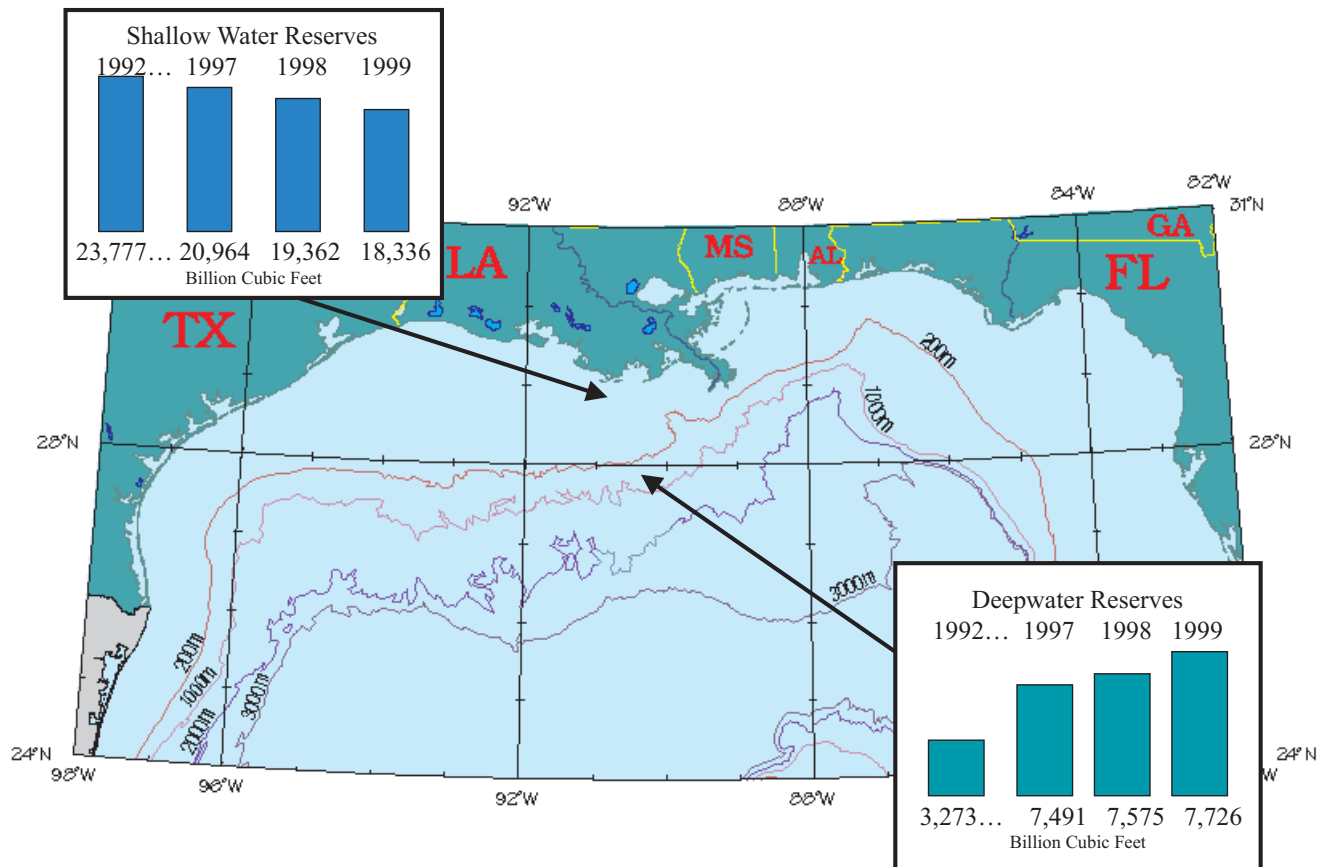 Shallow Water Reserves
1992… 1997 1998 1999
23,777… 20,964 19,362 18,336
Billion Cubic Feet
92°W
88°W
84°W
82°W
31°N
TX
LA
MS
AL
GA
FL
200m
1000m
28°N
28°N
3000m
200m
1000m
2000m
3000m
24°N
98°W
96°W
92°W
88°W
24°N
W
Deepwater Reserves
1992… 1997 1998 1999
3,273… 7,491 7,575 7,726
Billion Cubic Feet